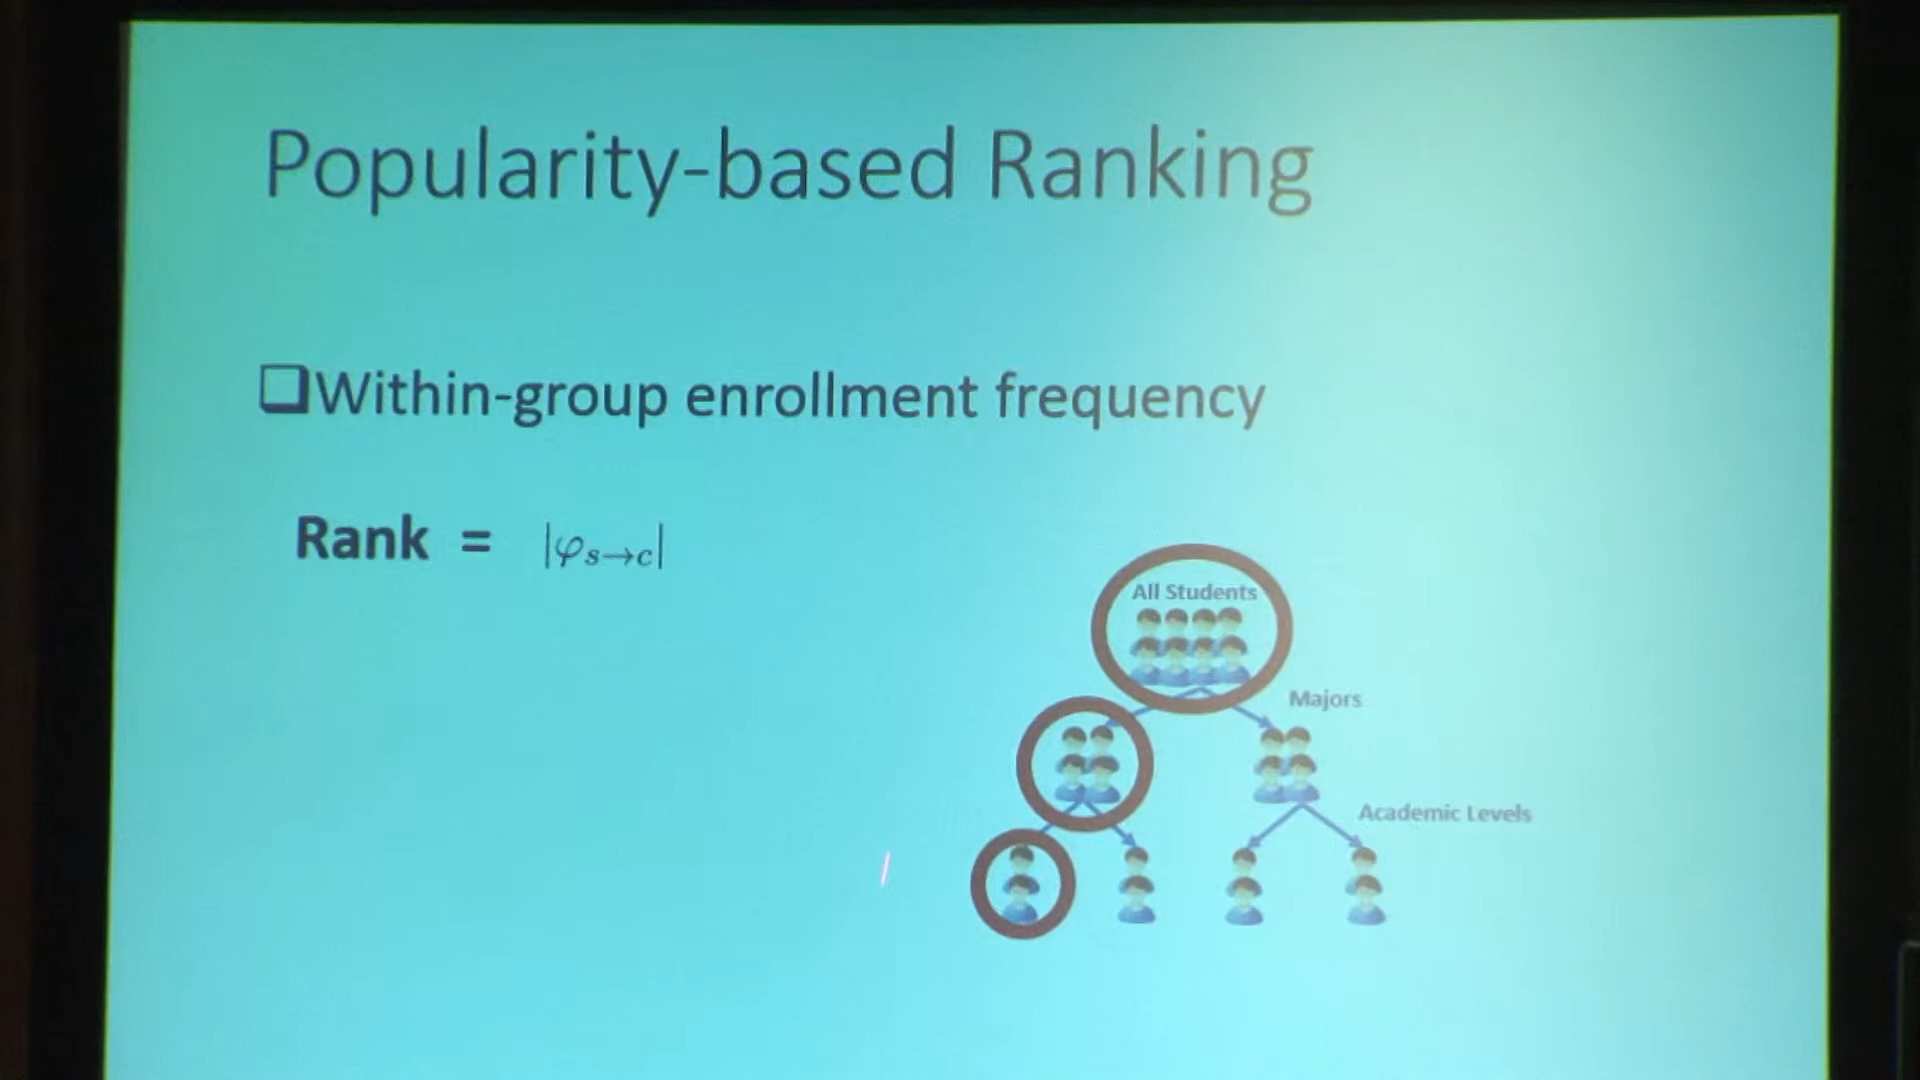 Popularity-based Ranking
❑Within-group enrollment frequency
Rank = |φs→c|
All Students
Majors
Academic Levels